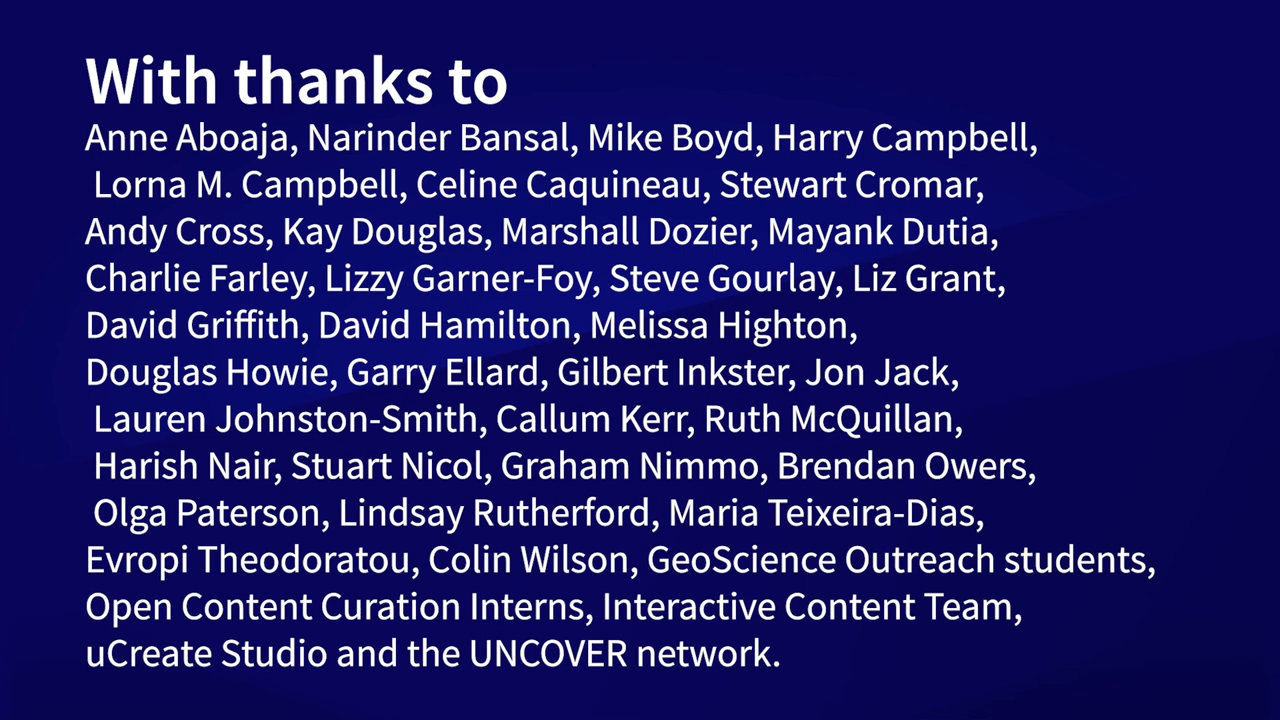 With thanks to
Anne Aboaja, Narinder Bansal, Mike Boyd, Harry Campbell,
Lorna M. Campbell, Celine Caquineau, Stewart Cromar,
Andy Cross, Kay Douglas, Marshall Dozier, Mayank Dutia,
Charlie Farley, Lizzy Garner-Foy, Steve Gourlay, Liz Grant,
David Griffith, David Hamilton, Melissa Highton,
Douglas Howie, Garry Ellard, Gilbert Inkster, Jon Jack,
Lauren Johnston-Smith, Callum Kerr, Ruth McQuillan,
Harish Nair, Stuart Nicol, Graham Nimmo, Brendan Owers,
Olga Paterson, Lindsay Rutherford, Maria Teixeira-Dias,
Evropi Theodoratou, Colin Wilson, GeoScience Outreach students,
Open Content Curation Interns, Interactive Content Team,
uCreate Studio and the UNCOVER network.